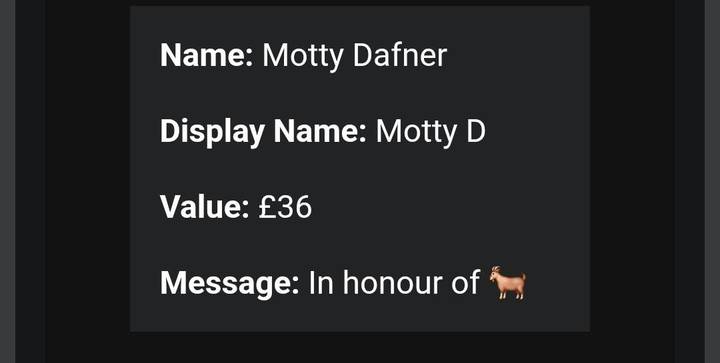 Name: Motty Dafner
Display Name: Motty D
Value: £36
Message: In honour of 🐐